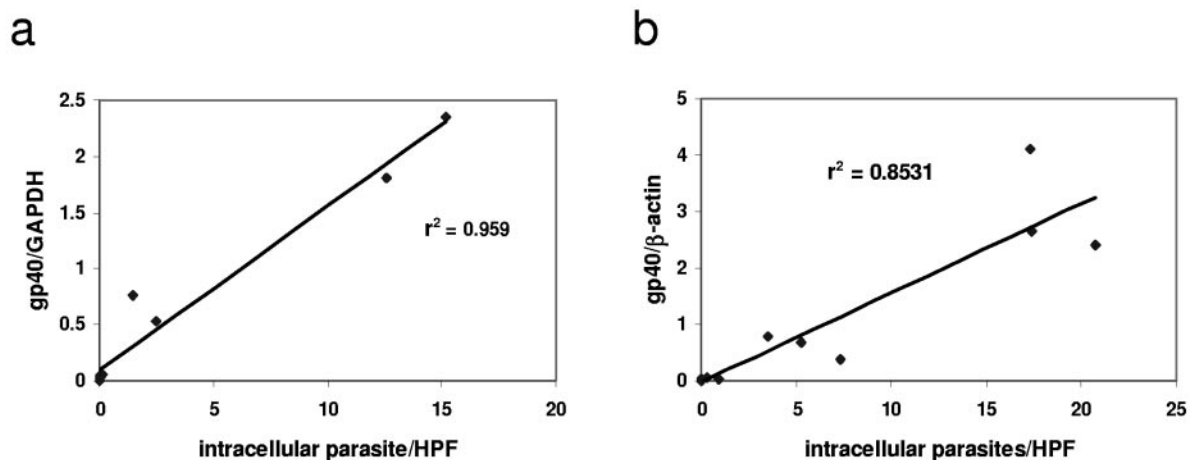 a
gp40/GAPDH
2.5
2
1.5
1
0.5
0
0
5
10
15
20
r² = 0.959
intracellular parasite/HPF
b
gp40/β-actin
5
4
3
2
1
0
0
5
10
15
20
25
r² = 0.8531
intracellular parasites/HPF